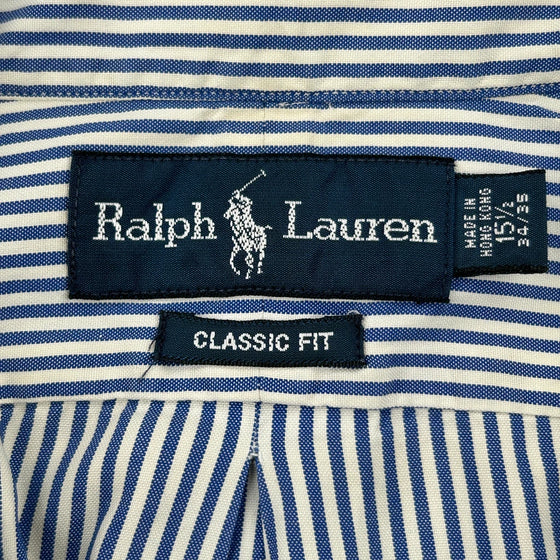 Ralph Lauren
MADE IN
HONG KONG
15½
34/35
CLASSIC FIT